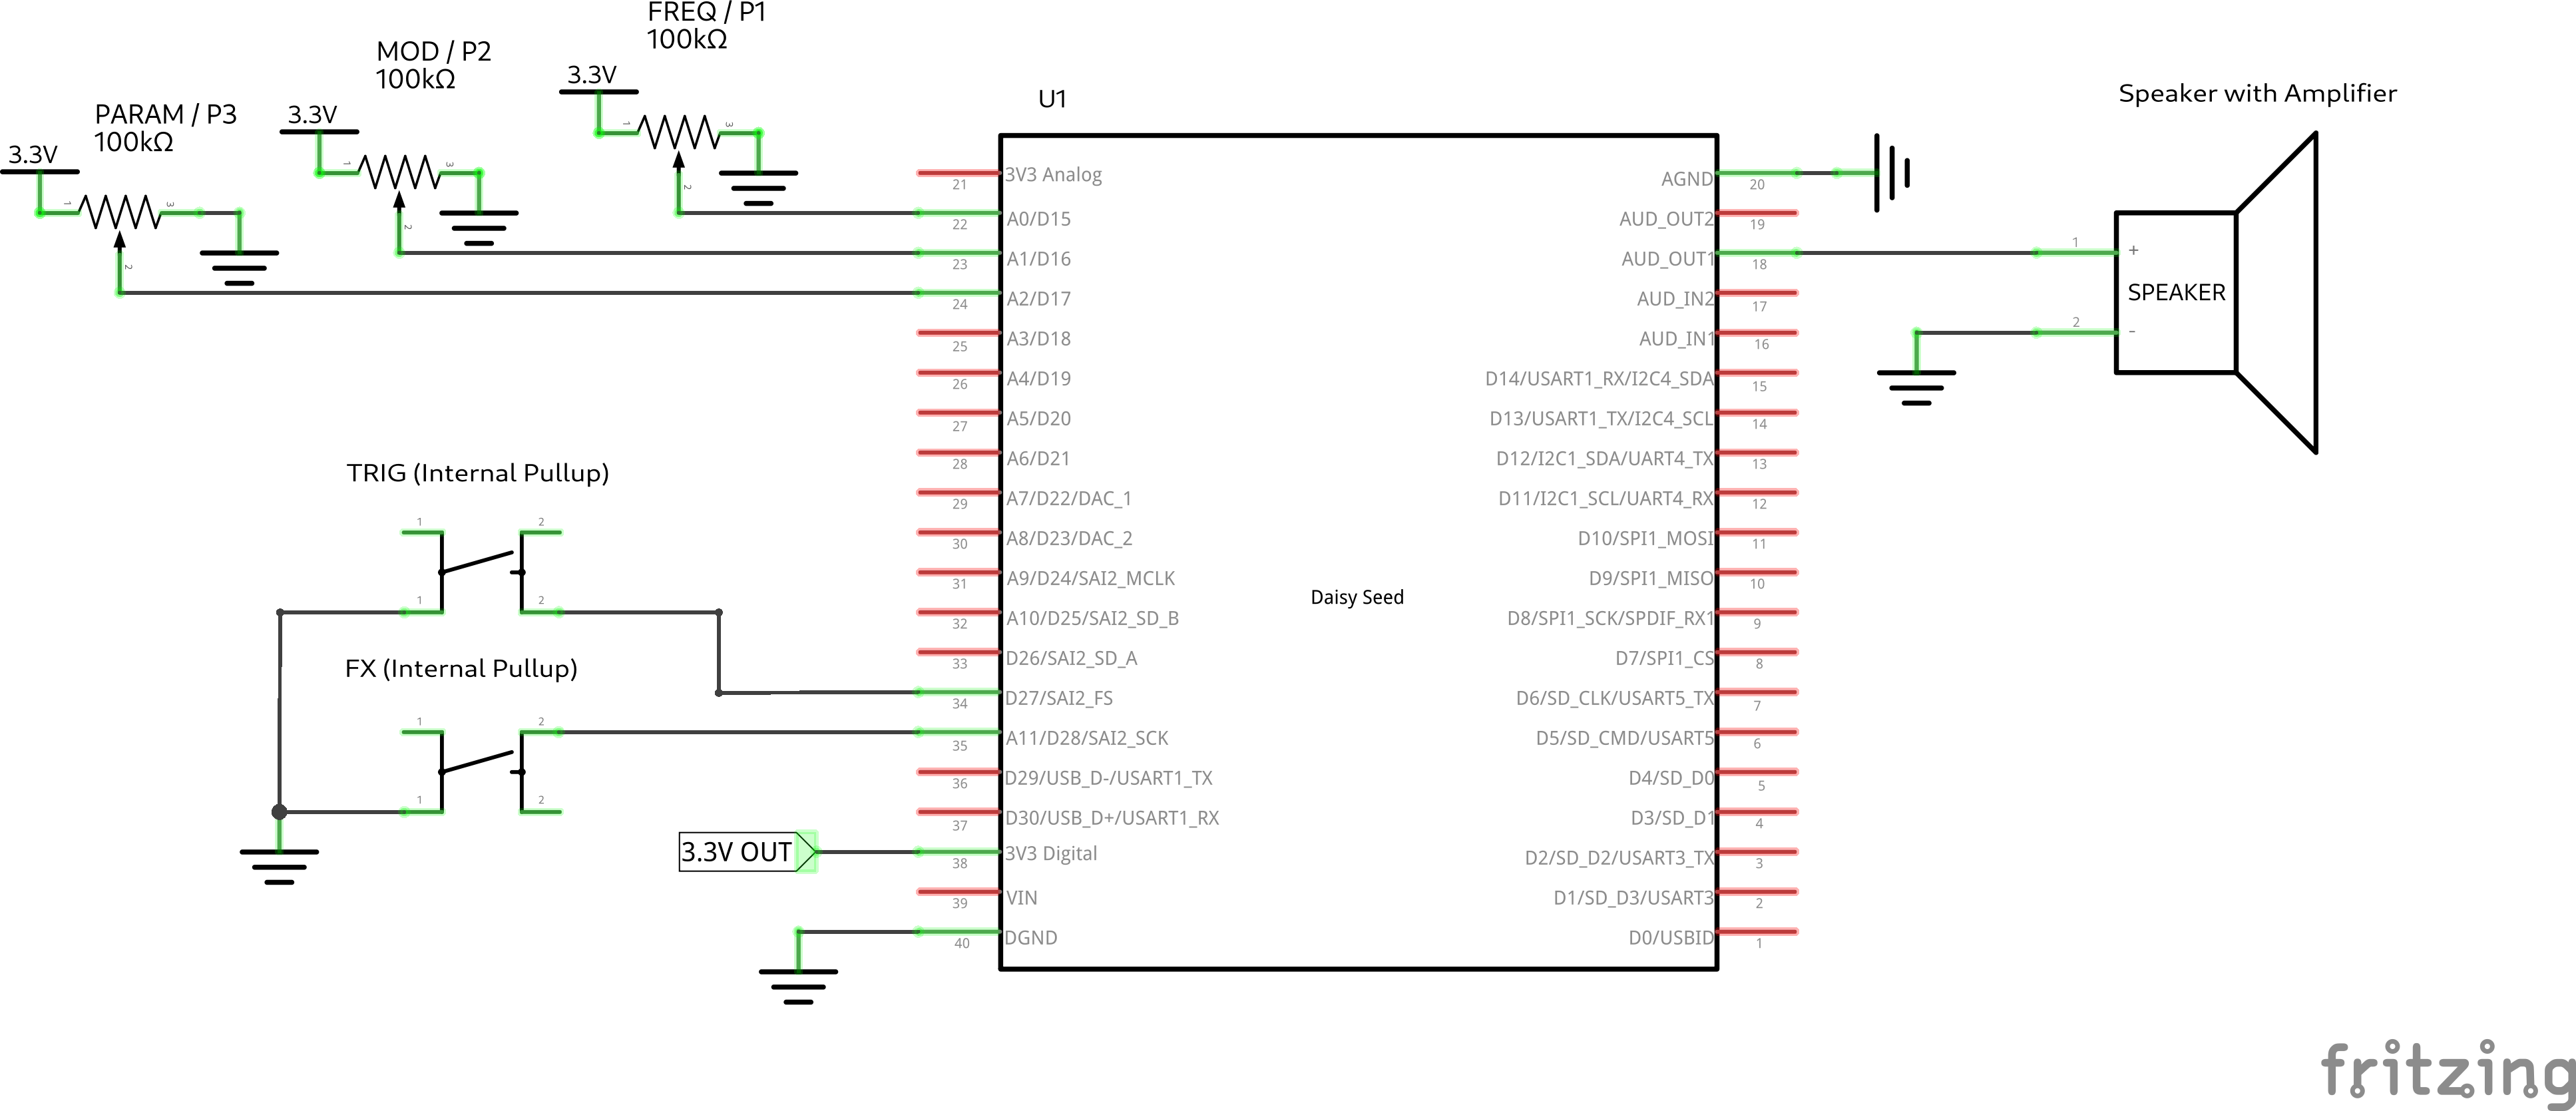 FREQ / P1
100kΩ
MOD / P2
100kΩ
3.3V
PARAM / P3
100kΩ
3.3V
3.3V
1
3
2
1
3
2
1
3
2
U1
Speaker with Amplifier
21
3V3 Analog
22
A0/D15
23
A1/D16
24
A2/D17
25
A3/D18
26
A4/D19
27
A5/D20
28
A6/D21
29
A7/D22/DAC_1
30
A8/D23/DAC_2
31
A9/D24/SAI2_MCLK
32
A10/D25/SAI2_SD_B
33
D26/SAI2_SD_A
34
D27/SAI2_FS
35
A11/D28/SAI2_SCK
36
D29/USB_D-/USART1_TX
37
D30/USB_D+/USART1_RX
38
3V3 Digital
39
VIN
40
DGND
Daisy Seed
AGND
20
AUD_OUT2
19
AUD_OUT1
18
AUD_IN2
17
AUD_IN1
16
D14/USART1_RX/I2C4_SDA
15
D13/USART1_TX/I2C4_SCL
14
D12/I2C1_SDA/UART4_TX
13
D11/I2C1_SCL/UART4_RX
12
D10/SPI1_MOSI
11
D9/SPI1_MISO
10
D8/SPI1_SCK/SPDIF_RX1
9
D7/SPI1_CS
8
D6/SD_CLK/USART5_TX
7
D5/SD_CMD/USART5
6
D4/SD_D0
5
D3/SD_D1
4
D2/SD_D2/USART3_TX
3
D1/SD_D3/USART3
2
D0/USBID
1
1
+
SPEAKER
2
-
TRIG (Internal Pullup)
1
2
1
2
FX (Internal Pullup)
1
2
1
2
3.3V OUT
fritzing